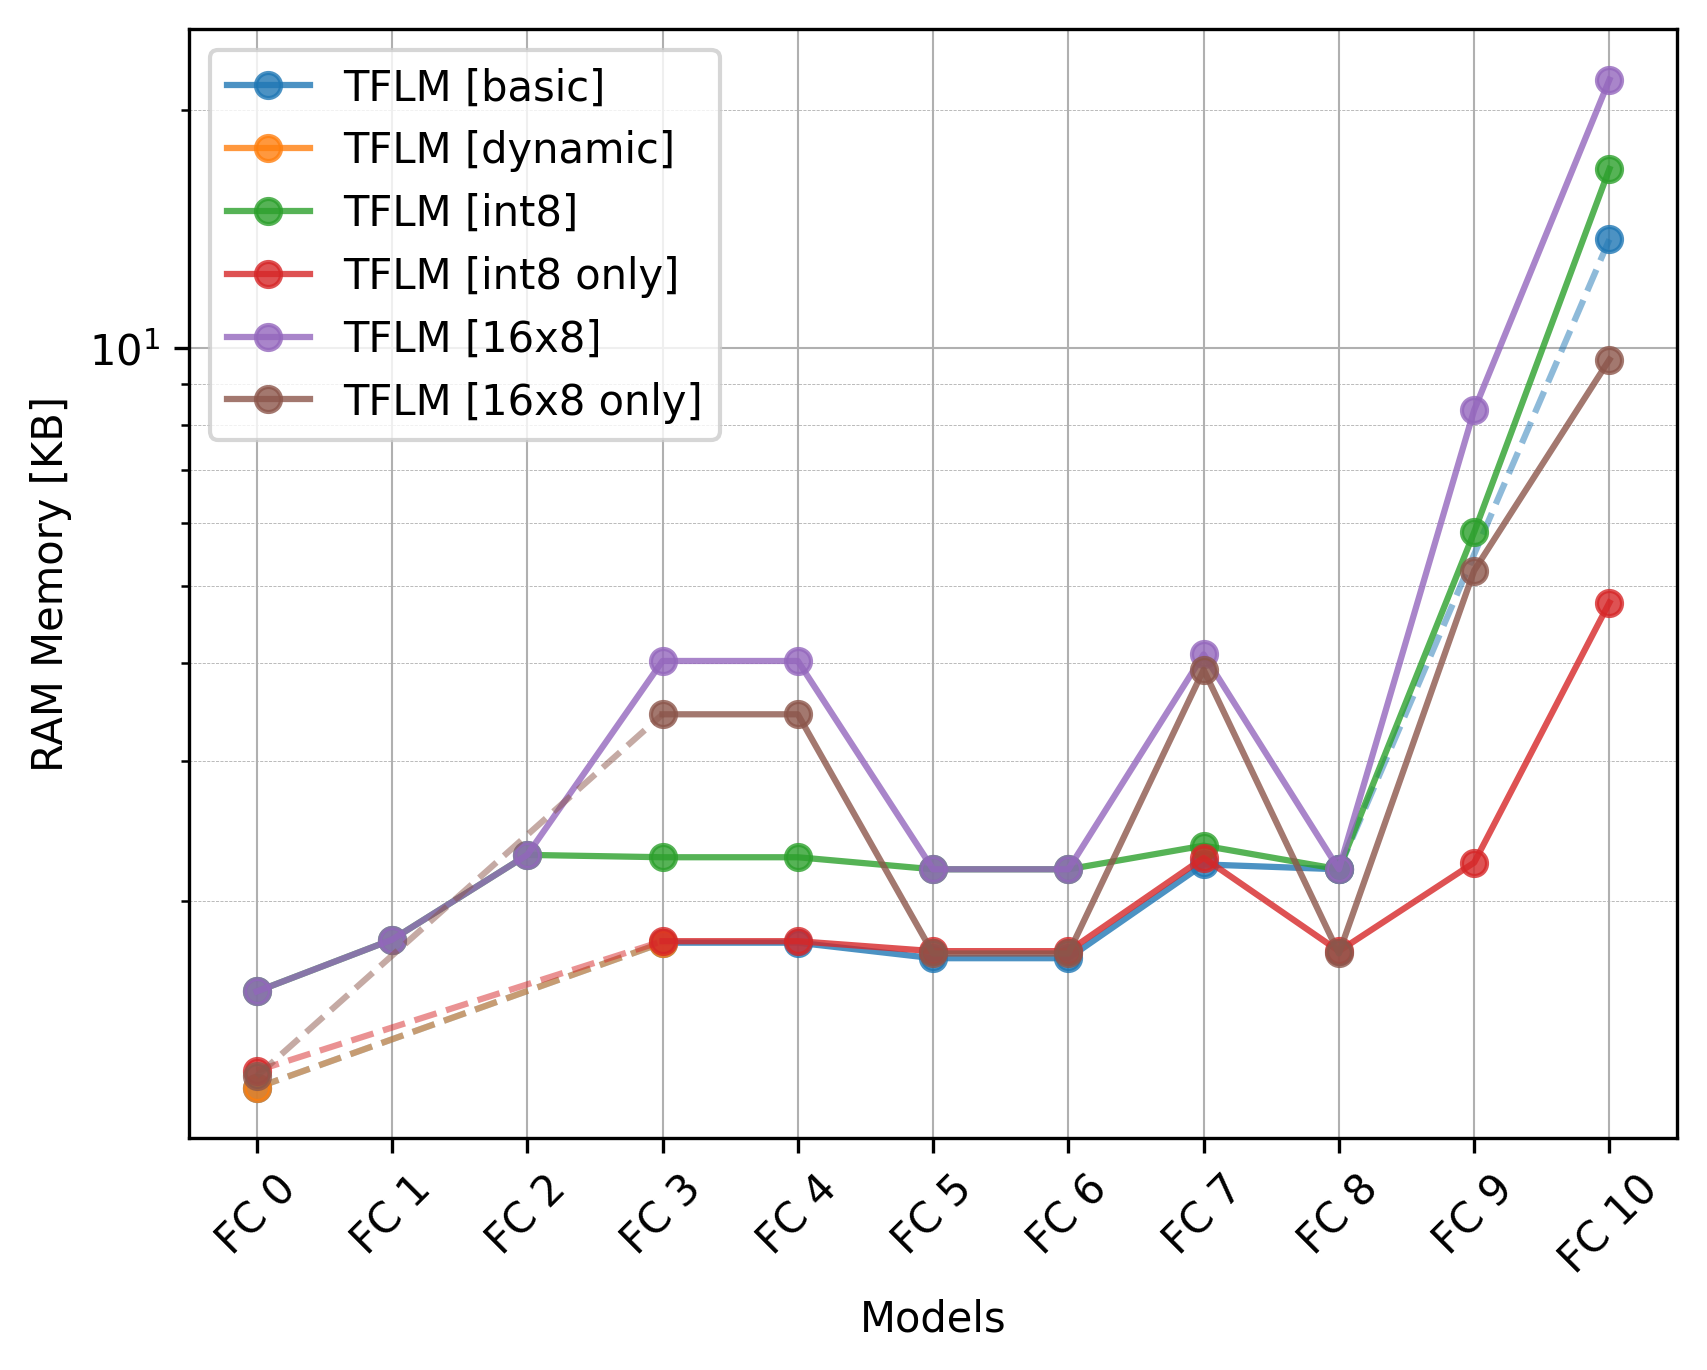 TFLM [basic]
TFLM [dynamic]
TFLM [int8]
TFLM [int8 only]
TFLM [16x8]
TFLM [16x8 only]
10¹
RAM Memory [KB]
FC 0
FC 1
FC 2
FC 3
FC 4
FC 5
FC 6
FC 7
FC 8
FC 9
FC 10
Models